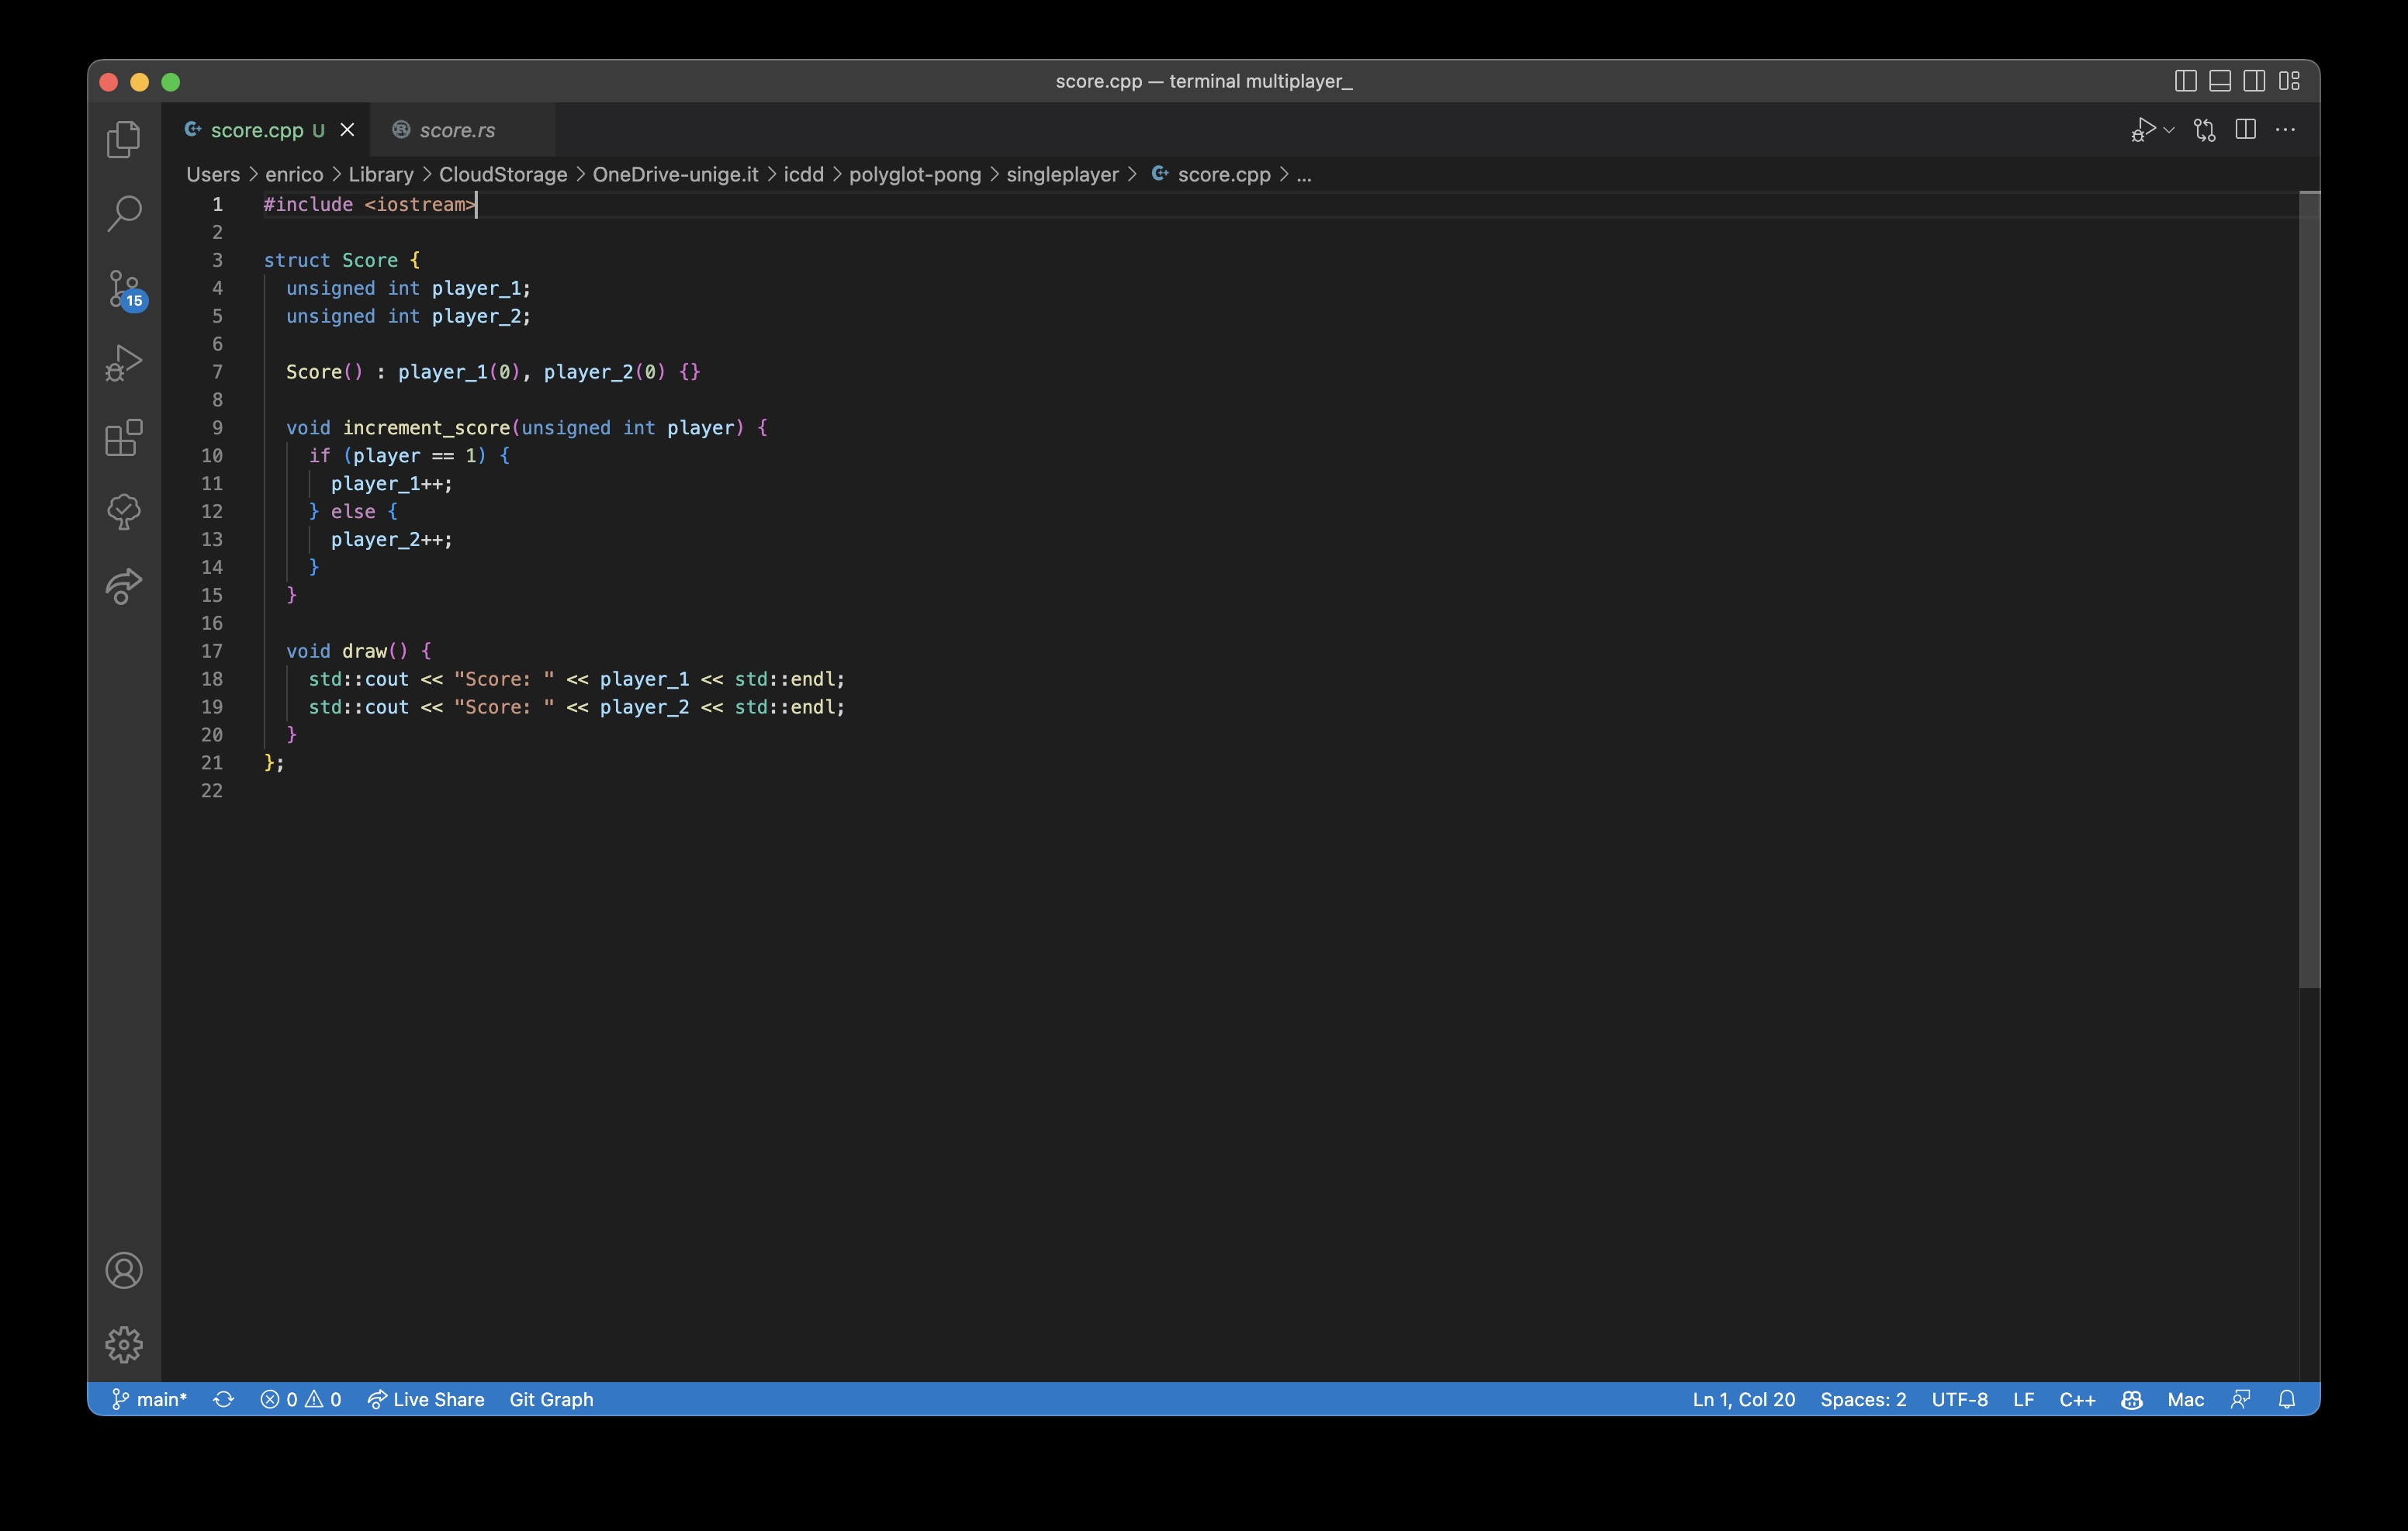 score.cpp — terminal multiplayer_
score.cpp U score.rs
Users > enrico > Library > CloudStorage > OneDrive-unige.it > icdd > polyglot-pong > singleplayer > score.cpp > ...
1 #include <iostream>
2
3 struct Score {
4 unsigned int player_1;
5 unsigned int player_2;
6
7 Score() : player_1(0), player_2(0) {}
8
9 void increment_score(unsigned int player) {
10 if (player == 1) {
11 player_1++;
12 } else {
13 player_2++;
14 }
15 }
16
17 void draw() {
18 std::cout << "Score: " << player_1 << std::endl;
19 std::cout << "Score: " << player_2 << std::endl;
20 }
21 };
22
15
main* 0 0 Live Share Git Graph Ln 1, Col 20 Spaces: 2 UTF-8 LF C++ Mac